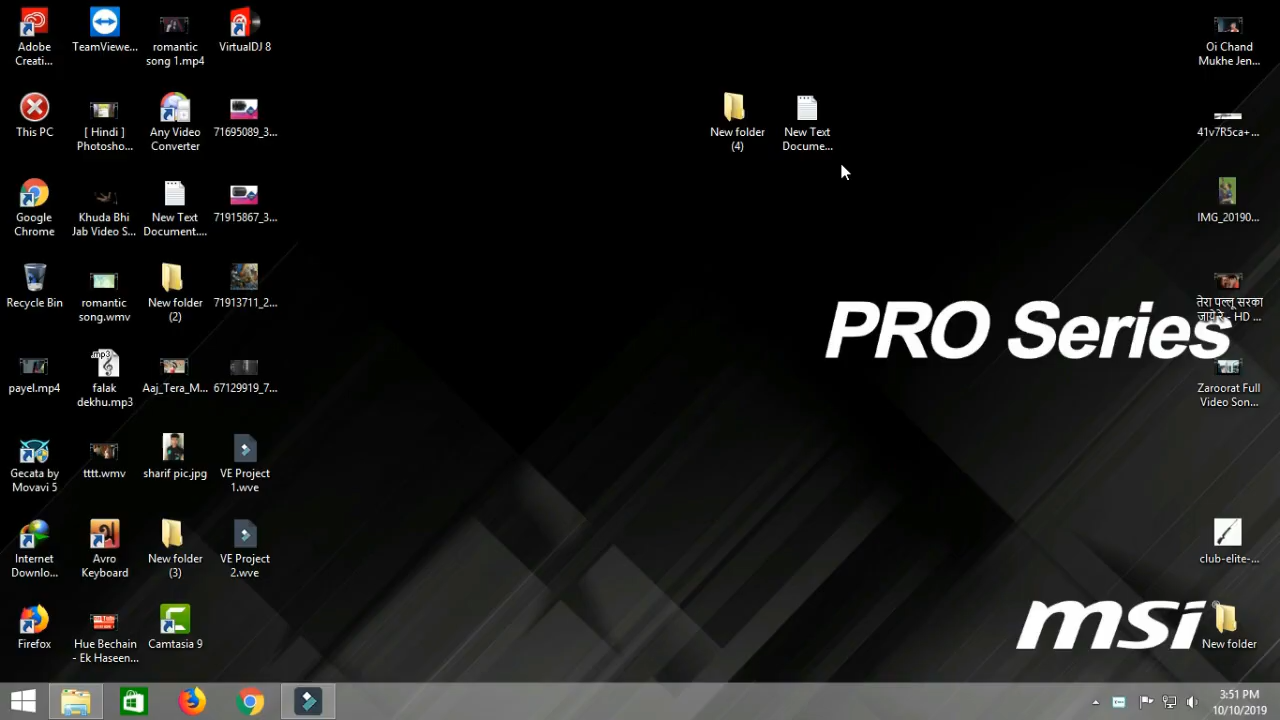 Adobe
Creati...
TeamViewe...
romantic
song 1.mp4
VirtualDJ 8
This PC
[ Hindi ]
Photosho...
Any Video
Converter
71695089_3...
Google
Chrome
Khuda Bhi
Jab Video S...
New Text
Document....
71915867_3...
Recycle Bin
romantic
song.wmv
New folder
(2)
71913711_2...
payel.mp4
mp3
falak
dekhu.mp3
Aaj_Tera_M...
67129919_7...
Gecata by
Movavi 5
tttt.wmv
sharif pic.jpg
VE Project
1.wve
Internet
Downlo...
Avro
Keyboard
New folder
(3)
VE Project
2.wve
Firefox
Hue Bechain
- Ek Haseen...
Camtasia 9
New folder
(4)
New Text
Docume...
Oi Chand
Mukhe Jen...
41v7R5ca+...
IMG_20190...
तेरा पल्लू सरका
जाये रे - HD ...
PRO Series
Zaroorat Full
Video Son...
club-elite-...
msi
New folder
3:51 PM
10/10/2019